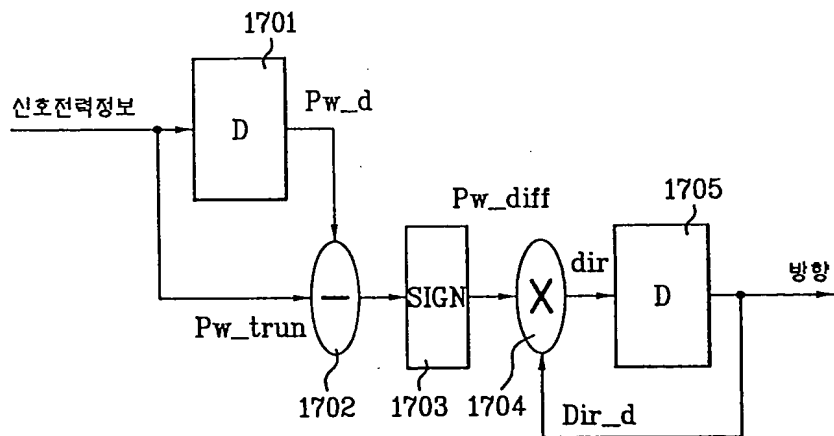 1701
신호전력정보
D
Pw_d
Pw_diff
1705
SIGN
X
dir
D
방향
−
Pw_trun
1702
1703
1704
Dir_d